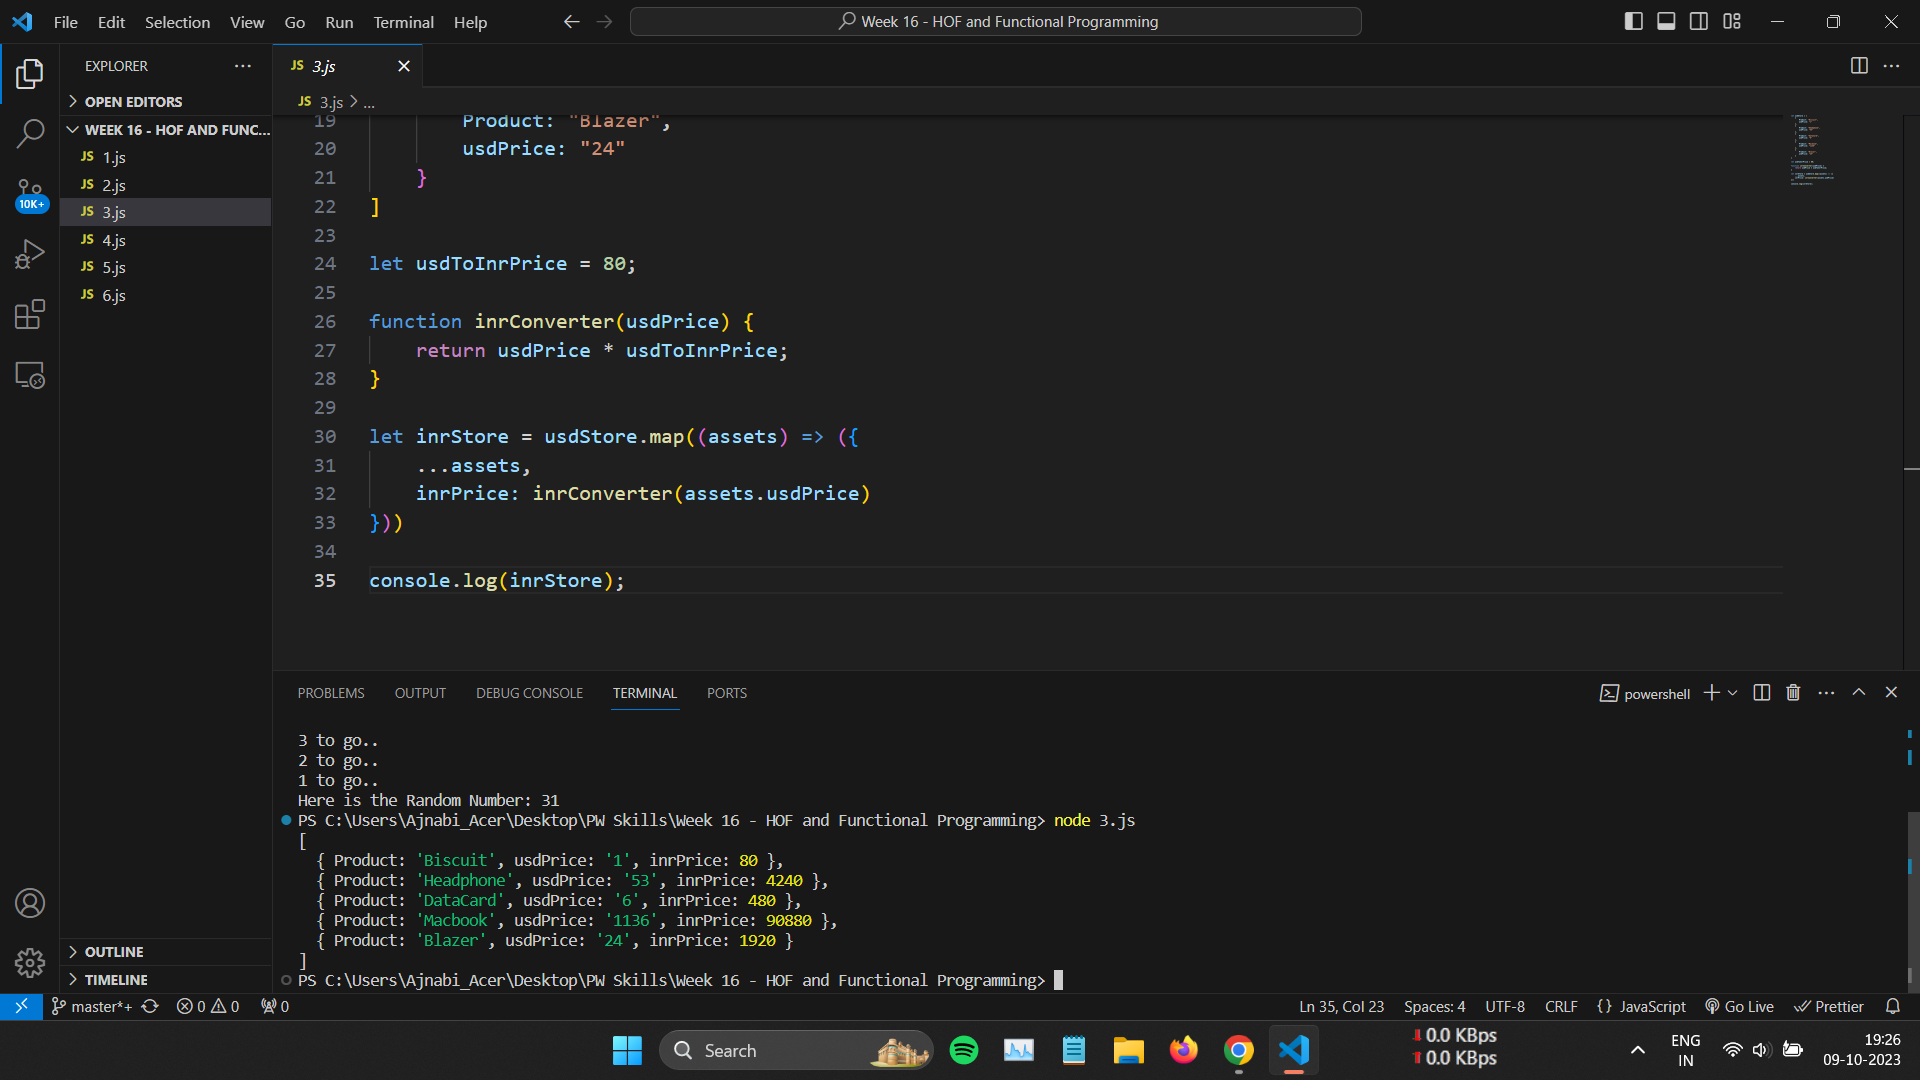 File Edit Selection View Go Run Terminal Help
Week 16 - HOF and Functional Programming
EXPLORER
OPEN EDITORS
WEEK 16 - HOF AND FUNC...
JS 1.js
JS 2.js
JS 3.js
JS 4.js
JS 5.js
JS 6.js
10K+
OUTLINE
TIMELINE
JS 3.js
JS 3.js > ...
19 Product: "Blazer",
20 usdPrice: "24"
21 }
22 ]
23
24 let usdToInrPrice = 80;
25
26 function inrConverter(usdPrice) {
27 return usdPrice * usdToInrPrice;
28 }
29
30 let inrStore = usdStore.map((assets) => ({
31 ...assets,
32 inrPrice: inrConverter(assets.usdPrice)
33 }))
34
35 console.log(inrStore);
PROBLEMS OUTPUT DEBUG CONSOLE TERMINAL PORTS
powershell
3 to go..
2 to go..
1 to go..
Here is the Random Number: 31
PS C:\Users\Ajnabi_Acer\Desktop\PW Skills\Week 16 - HOF and Functional Programming> node 3.js
[
{ Product: 'Biscuit', usdPrice: '1', inrPrice: 80 },
{ Product: 'Headphone', usdPrice: '53', inrPrice: 4240 },
{ Product: 'DataCard', usdPrice: '6', inrPrice: 480 },
{ Product: 'Macbook', usdPrice: '1136', inrPrice: 90880 },
{ Product: 'Blazer', usdPrice: '24', inrPrice: 1920 }
]
PS C:\Users\Ajnabi_Acer\Desktop\PW Skills\Week 16 - HOF and Functional Programming>
master*+ 0 0 0
Ln 35, Col 23 Spaces: 4 UTF-8 CRLF {} JavaScript Go Live Prettier
Search
0.0 KBps
0.0 KBps
ENG
IN
19:26
09-10-2023